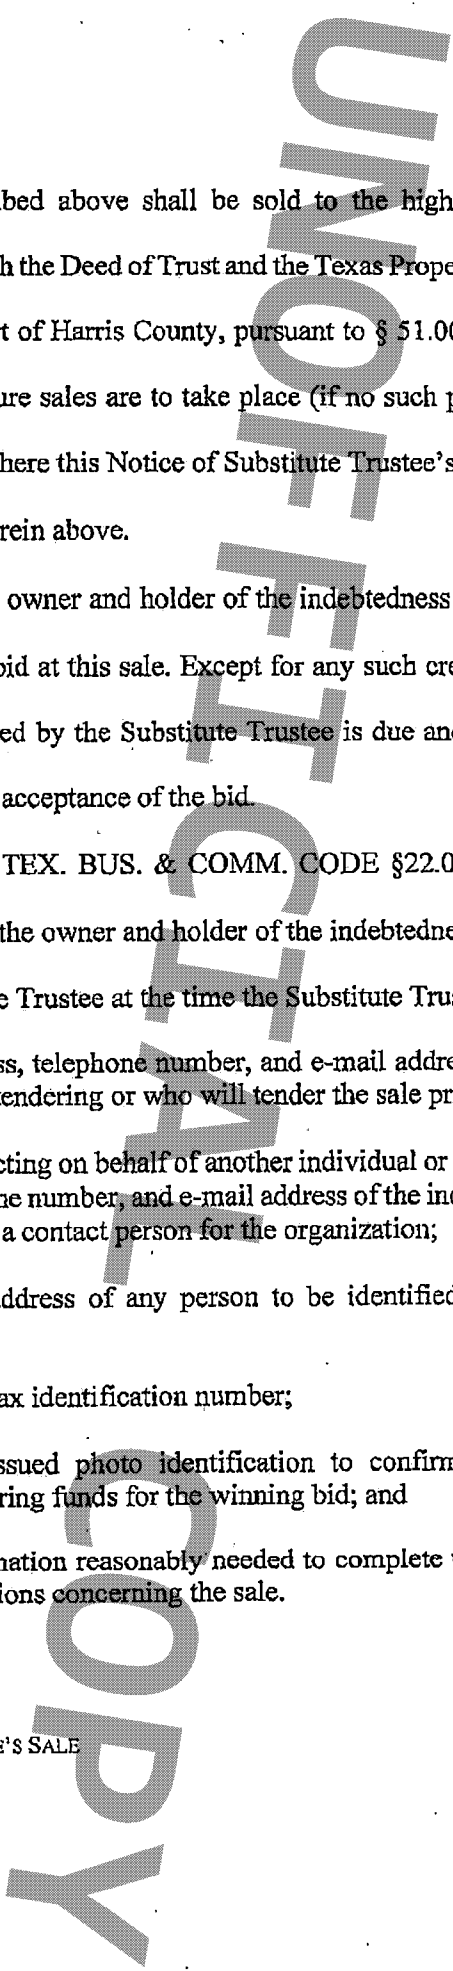 bed above shall be sold to the high
h the Deed of Trust and the Texas Prope
t of Harris County, pursuant to § 51.00
ure sales are to take place (if no such p
here this Notice of Substitute Trustee's
rein above.
owner and holder of the indebtedness
bid at this sale. Except for any such cre
ed by the Substitute Trustee is due an
acceptance of the bid.
TEX. BUS. & COMM. CODE §22.0
the owner and holder of the indebtedne
e Trustee at the time the Substitute Tru
ss, telephone number, and e-mail addre
tendering or who will tender the sale pr
cting on behalf of another individual or
ne number, and e-mail address of the in
a contact person for the organization;
ddress of any person to be identified
ax identification number;
ssued photo identification to confirm
ring funds for the winning bid; and
nation reasonably needed to complete
ions concerning the sale.
E'S SALE
UNOFFICIAL COPY